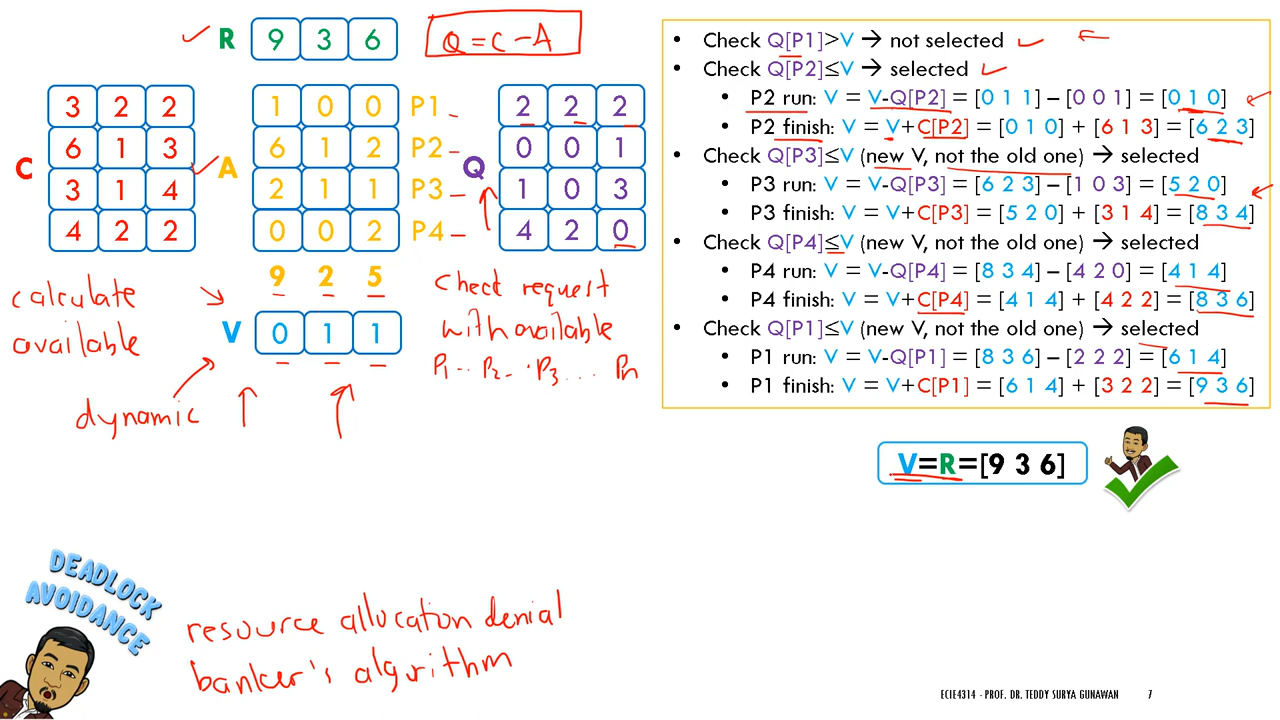 R 9 3 6
Q = C - A
C
3 2 2
6 1 3
3 1 4
4 2 2
A
1 0 0 P1
6 1 2 P2
2 1 1 P3
0 0 2 P4
9 2 5
Q
2 2 2
0 0 1
1 0 3
4 2 0
calculate
available
V 0 1 1
dynamic
check request
with available
P1 .. P2 .. P3 .... Pn
• Check Q[P1]>V → not selected
• Check Q[P2]≤V → selected
• P2 run: V = V-Q[P2] = [0 1 1] – [0 0 1] = [0 1 0]
• P2 finish: V = V+C[P2] = [0 1 0] + [6 1 3] = [6 2 3]
• Check Q[P3]≤V (new V, not the old one) → selected
• P3 run: V = V-Q[P3] = [6 2 3] – [1 0 3] = [5 2 0]
• P3 finish: V = V+C[P3] = [5 2 0] + [3 1 4] = [8 3 4]
• Check Q[P4]≤V (new V, not the old one) → selected
• P4 run: V = V-Q[P4] = [8 3 4] – [4 2 0] = [4 1 4]
• P4 finish: V = V+C[P4] = [4 1 4] + [4 2 2] = [8 3 6]
• Check Q[P1]≤V (new V, not the old one) → selected
• P1 run: V = V-Q[P1] = [8 3 6] – [2 2 2] = [6 1 4]
• P1 finish: V = V+C[P1] = [6 1 4] + [3 2 2] = [9 3 6]
V=R=[9 3 6]
DEADLOCK
AVOIDANCE
resource allocation denial
banker's algorithm
ECIE4314 - PROF. DR. TEDDY SURYA GUNAWAN 7